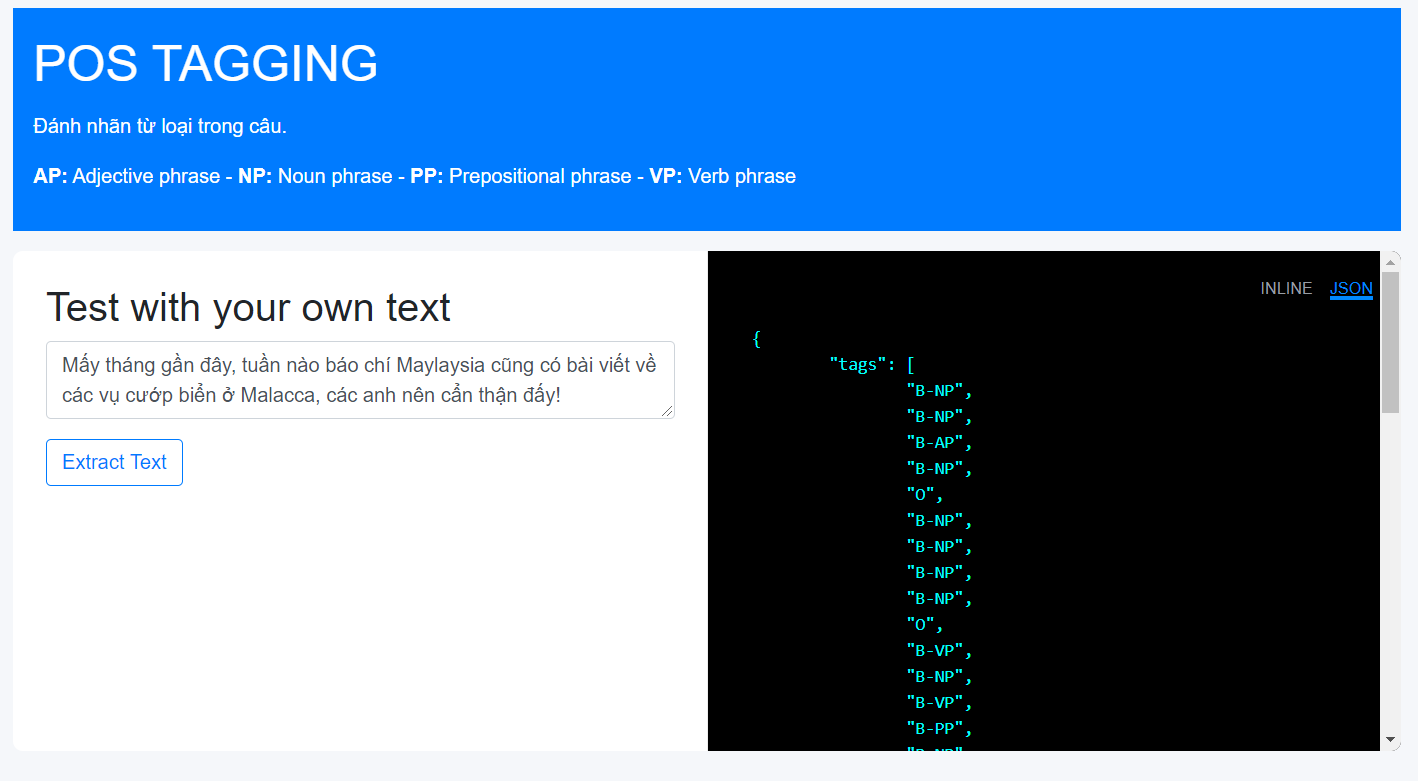 POS TAGGING
Đánh nhãn từ loại trong câu.
AP: Adjective phrase - NP: Noun phrase - PP: Prepositional phrase - VP: Verb phrase
Test with your own text
Mấy tháng gần đây, tuần nào báo chí Maylaysia cũng có bài viết về
các vụ cướp biển ở Malacca, các anh nên cẩn thận đấy!
Extract Text
INLINE JSON
{
"tags": [
"B-NP",
"B-NP",
"B-AP",
"B-NP",
"O",
"B-NP",
"B-NP",
"B-NP",
"B-NP",
"O",
"B-VP",
"B-NP",
"B-VP",
"B-PP",